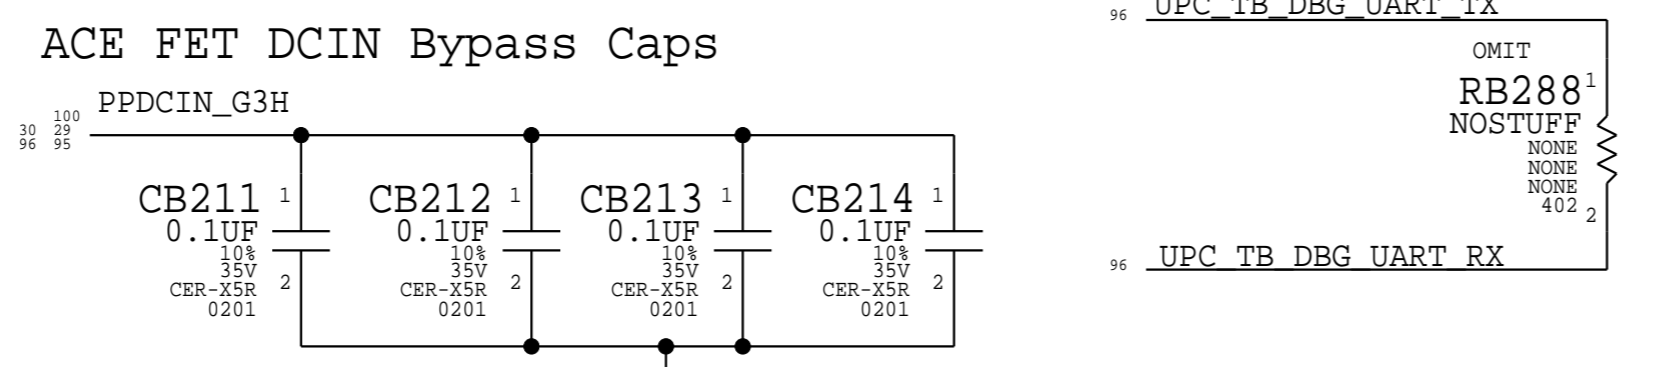 ACE FET DCIN Bypass Caps
PPDCIN_G3H
100
30 29
96 95
CB211 1
0.1UF
10%
35V
CER-X5R 2
0201
CB212 1
0.1UF
10%
35V
CER-X5R 2
0201
CB213 1
0.1UF
10%
35V
CER-X5R 2
0201
CB214 1
0.1UF
10%
35V
CER-X5R 2
0201
96 UPC_TB_DBG_UART_TX
OMIT
RB288 1
NOSTUFF
NONE
NONE
NONE
402 2
96 UPC_TB_DBG_UART_RX